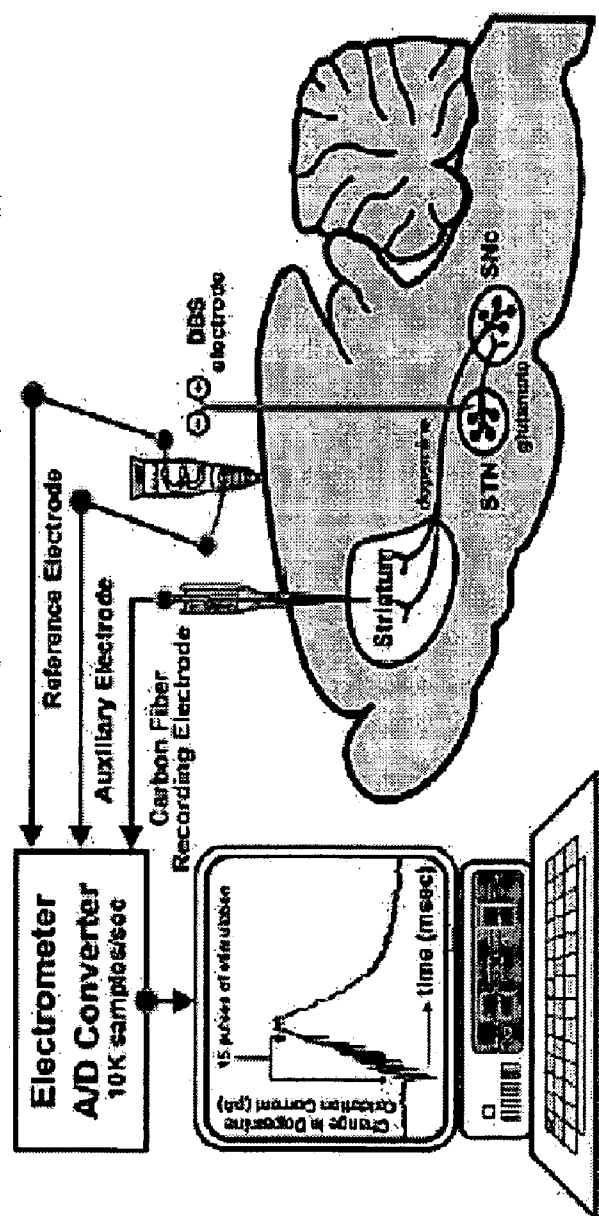 Electrometer
A/D Converter
10K samples/sec
Reference Electrode
Auxiliary Electrode
Carbon Fiber
Recording Electrode
DBS
electrode
15 pulses of stimulation
Change in Dopamine
Oxidation Current (pA)
time (msec)
Striatum
dopamine
STN
glutamate
SNc